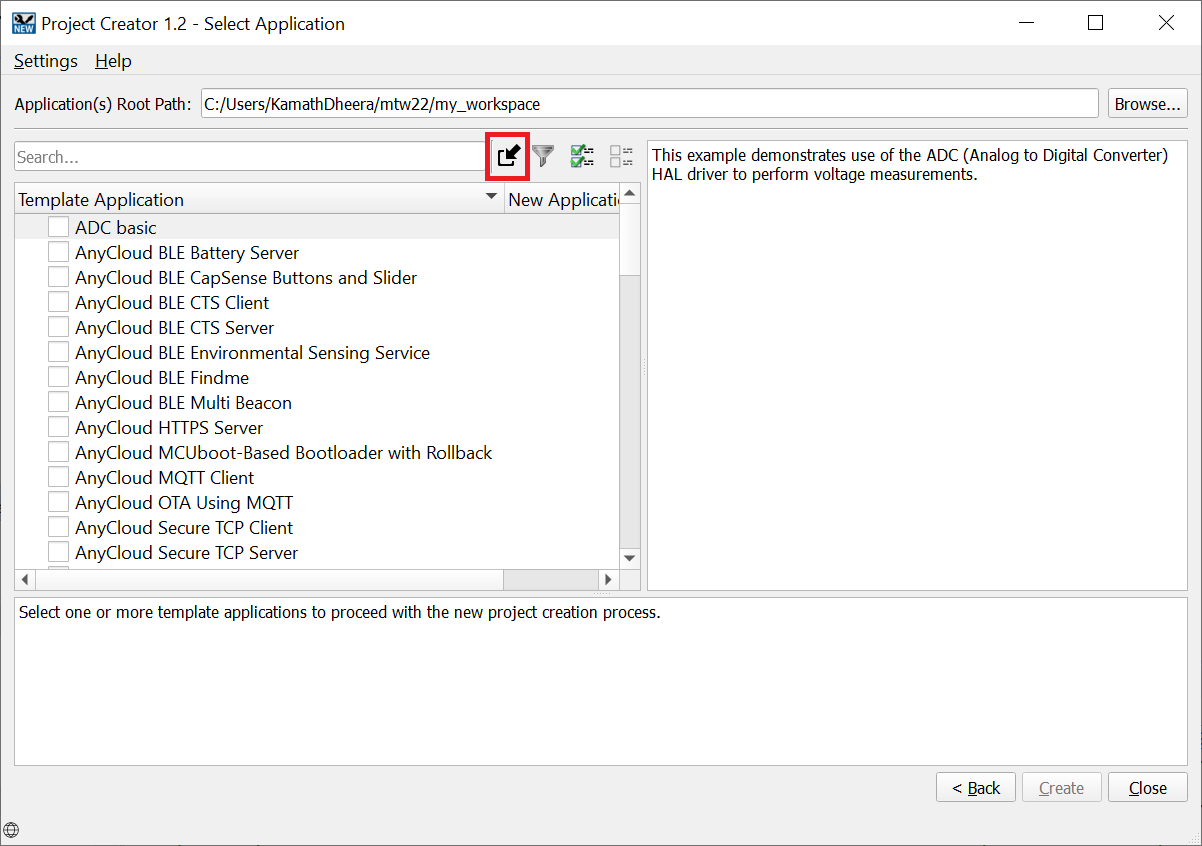 NEW
Project Creator 1.2 - Select Application
Settings Help
Application(s) Root Path: C:/Users/KamathDheera/mtw22/my_workspace Browse...
Search...
Template Application New Applicati
ADC basic
AnyCloud BLE Battery Server
AnyCloud BLE CapSense Buttons and Slider
AnyCloud BLE CTS Client
AnyCloud BLE CTS Server
AnyCloud BLE Environmental Sensing Service
AnyCloud BLE Findme
AnyCloud BLE Multi Beacon
AnyCloud HTTPS Server
AnyCloud MCUboot-Based Bootloader with Rollback
AnyCloud MQTT Client
AnyCloud OTA Using MQTT
AnyCloud Secure TCP Client
AnyCloud Secure TCP Server
This example demonstrates use of the ADC (Analog to Digital Converter)
HAL driver to perform voltage measurements.
Select one or more template applications to proceed with the new project creation process.
< Back Create Close